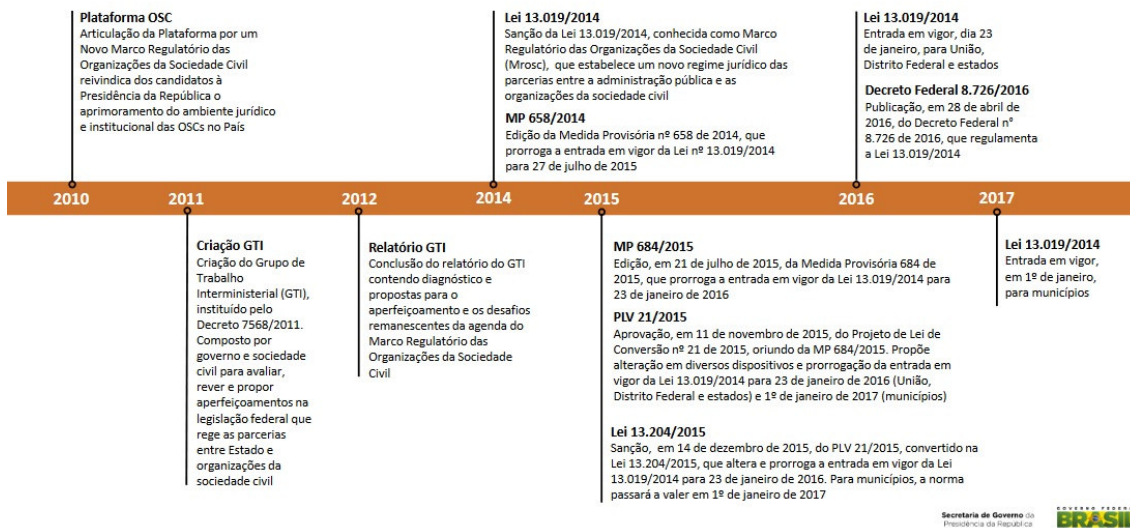 Plataforma OSC
Articulação da Plataforma por um
Novo Marco Regulatório das
Organizações da Sociedade Civil
reivindica dos candidatos à
Presidência da República o
aprimoramento do ambiente jurídico
e institucional das OSCs no País
Lei 13.019/2014
Sanção da Lei 13.019/2014, conhecida como Marco
Regulatório das Organizações da Sociedade Civil
(Mrosc), que estabelece um novo regime jurídico das
parcerias entre a administração pública e as
organizações da sociedade civil
MP 658/2014
Edição da Medida Provisória nº 658 de 2014, que
prorroga a entrada em vigor da Lei nº 13.019/2014
para 27 de julho de 2015
Lei 13.019/2014
Entrada em vigor, dia 23
de janeiro, para União,
Distrito Federal e estados
Decreto Federal 8.726/2016
Publicação, em 28 de abril de
2016, do Decreto Federal n°
8.726 de 2016, que regulamenta
a Lei 13.019/2014
2010 2011 2012 2014 2015 2016 2017
Criação GTI
Criação do Grupo de
Trabalho
Interministerial (GTI),
instituído pelo
Decreto 7568/2011.
Composto por
governo e sociedade
civil para avaliar,
rever e propor
aperfeiçoamentos na
legislação federal que
rege as parcerias
entre Estado e
organizações da
sociedade civil
Relatório GTI
Conclusão do relatório do GTI
contendo diagnóstico e
propostas para o
aperfeiçoamento e os desafios
remanescentes da agenda do
Marco Regulatório das
Organizações da Sociedade
Civil
MP 684/2015
Edição, em 21 de julho de 2015, da Medida Provisória 684 de
2015, que prorroga a entrada em vigor da Lei 13.019/2014 para
23 de janeiro de 2016
PLV 21/2015
Aprovação, em 11 de novembro de 2015, do Projeto de Lei de
Conversão nº 21 de 2015, oriundo da MP 684/2015. Propõe
alteração em diversos dispositivos e prorrogação da entrada em
vigor da Lei 13.019/2014 para 23 de janeiro de 2016 (União,
Distrito Federal e estados) e 1º de janeiro de 2017 (municípios)
Lei 13.204/2015
Sanção, em 14 de dezembro de 2015, do PLV 21/2015, convertido na
Lei 13.204/2015, que altera e prorroga a entrada em vigor da Lei
13.019/2014 para 23 de janeiro de 2016. Para municípios, a norma
passará a valer em 1º de janeiro de 2017
Lei 13.019/2014
Entrada em vigor,
em 1º de janeiro,
para municípios
Secretaria de Governo da
Presidência da República
GOVERNO FEDERAL
BRASIL